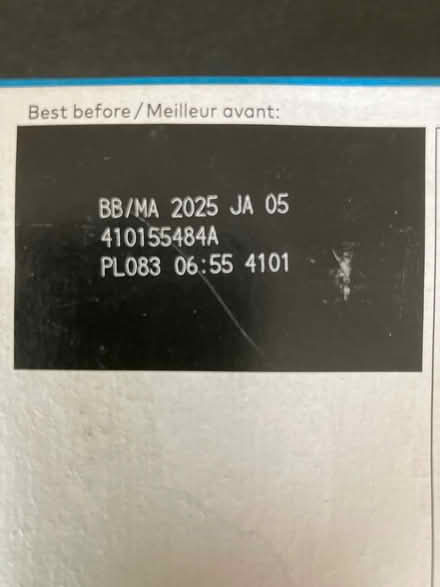 Best before / Meilleur avant:
BB/MA 2025 JA 05
410155484A
PL083 06:55 4101